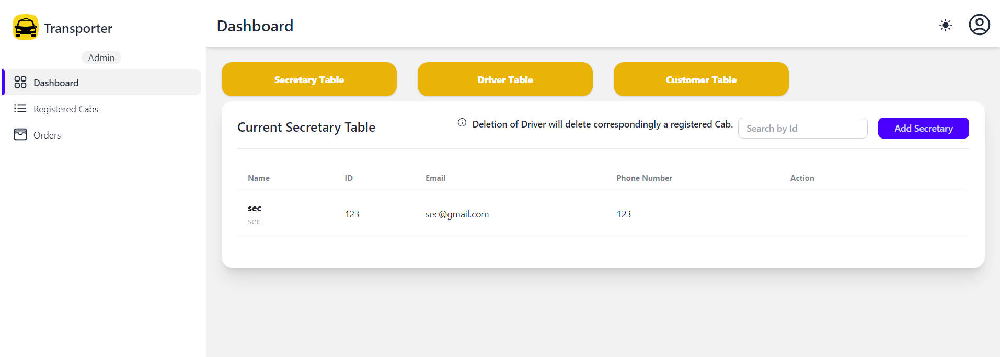 Transporter
Admin
Dashboard
Registered Cabs
Orders
Dashboard
Secretary Table
Driver Table
Customer Table
Current Secretary Table
Deletion of Driver will delete correspondingly a registered Cab.
Search by Id
Add Secretary
Name ID Email Phone Number Action
sec
sec
123 sec@gmail.com 123